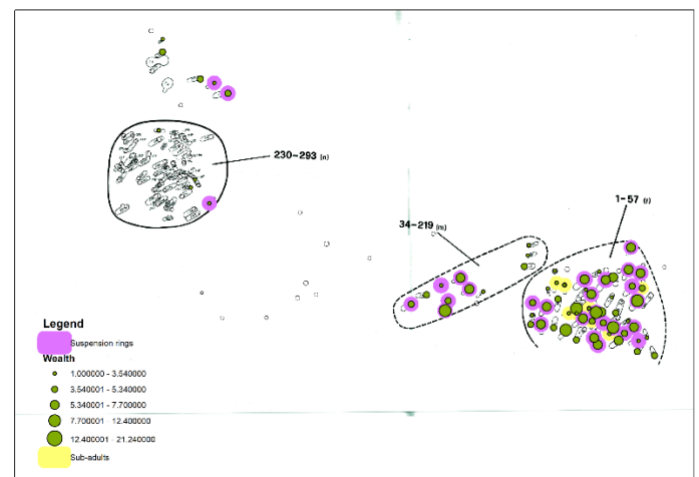 230-293 (n)
1-57 (f)
34-219 (m)
Legend
Suspension rings
Wealth
1.000000 - 3.540000
3.540001 - 5.340000
5.340001 - 7.700000
7.700001 - 12.400000
12.400001 - 21.240000
Sub-adults